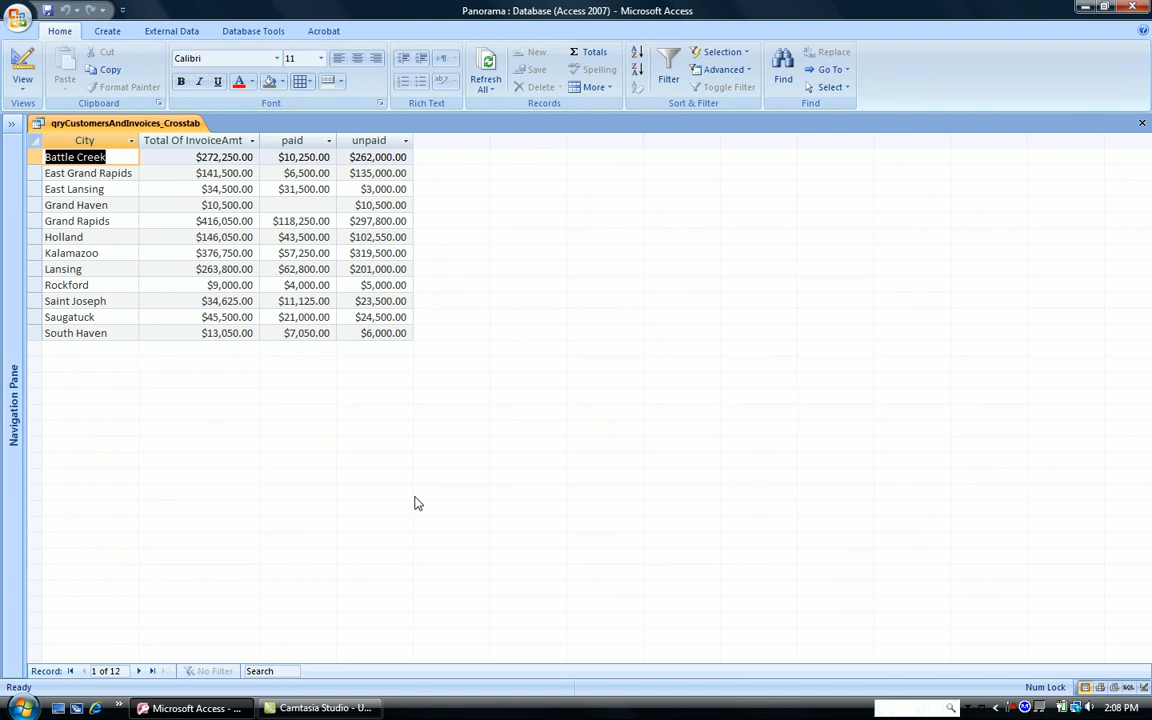 Panorama : Database (Access 2007) - Microsoft Access
Home Create External Data Database Tools Acrobat
View
Views
Paste
Cut
Copy
Format Painter
Clipboard
Calibri 11
B I U A
Font
Rich Text
Refresh
All
New
Save
Delete
Totals
Spelling
More
Records
Filter
Selection
Advanced
Toggle Filter
Sort & Filter
Find
Replace
Go To
Select
Find
qryCustomersAndInvoices_Crosstab
City Total Of InvoiceAmt paid unpaid
Battle Creek $272,250.00 $10,250.00 $262,000.00
East Grand Rapids $141,500.00 $6,500.00 $135,000.00
East Lansing $34,500.00 $31,500.00 $3,000.00
Grand Haven $10,500.00 $10,500.00
Grand Rapids $416,050.00 $118,250.00 $297,800.00
Holland $146,050.00 $43,500.00 $102,550.00
Kalamazoo $376,750.00 $57,250.00 $319,500.00
Lansing $263,800.00 $62,800.00 $201,000.00
Rockford $9,000.00 $4,000.00 $5,000.00
Saint Joseph $34,625.00 $11,125.00 $23,500.00
Saugatuck $45,500.00 $21,000.00 $24,500.00
South Haven $13,050.00 $7,050.00 $6,000.00
Navigation Pane
Record: 1 of 12 No Filter Search
Ready Num Lock SQL
Microsoft Access - ... Camtasia Studio - U... 2:08 PM